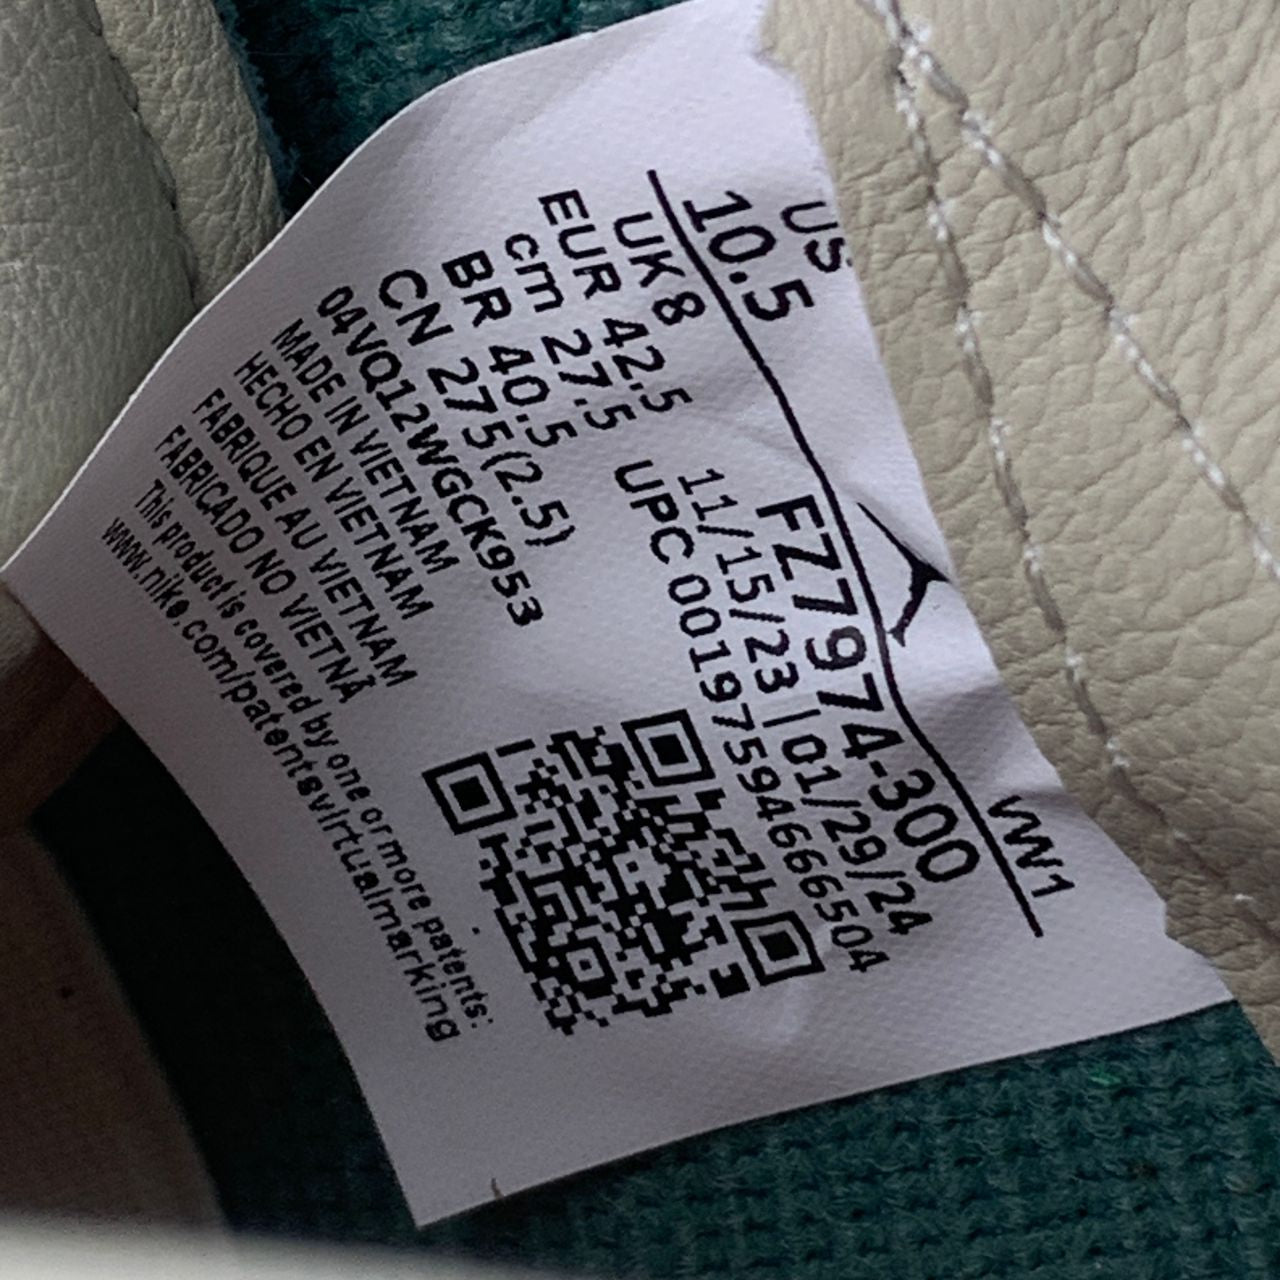 US
10.5
VW1
UK 8
EUR 42.5
cm 27.5
BR 40.5
CN 275(2.5)
04VQ12WGCK953
MADE IN VIETNAM
HECHO EN VIETNAM
FABRIQUE AU VIETNAM
FABRICADO NO VIETNÃ
This product is covered by one or more patents:
www.nike.com/patentsvirtualmarking
FZ7974-300
11/15/23 | 01/29/24
UPC 00197594666504